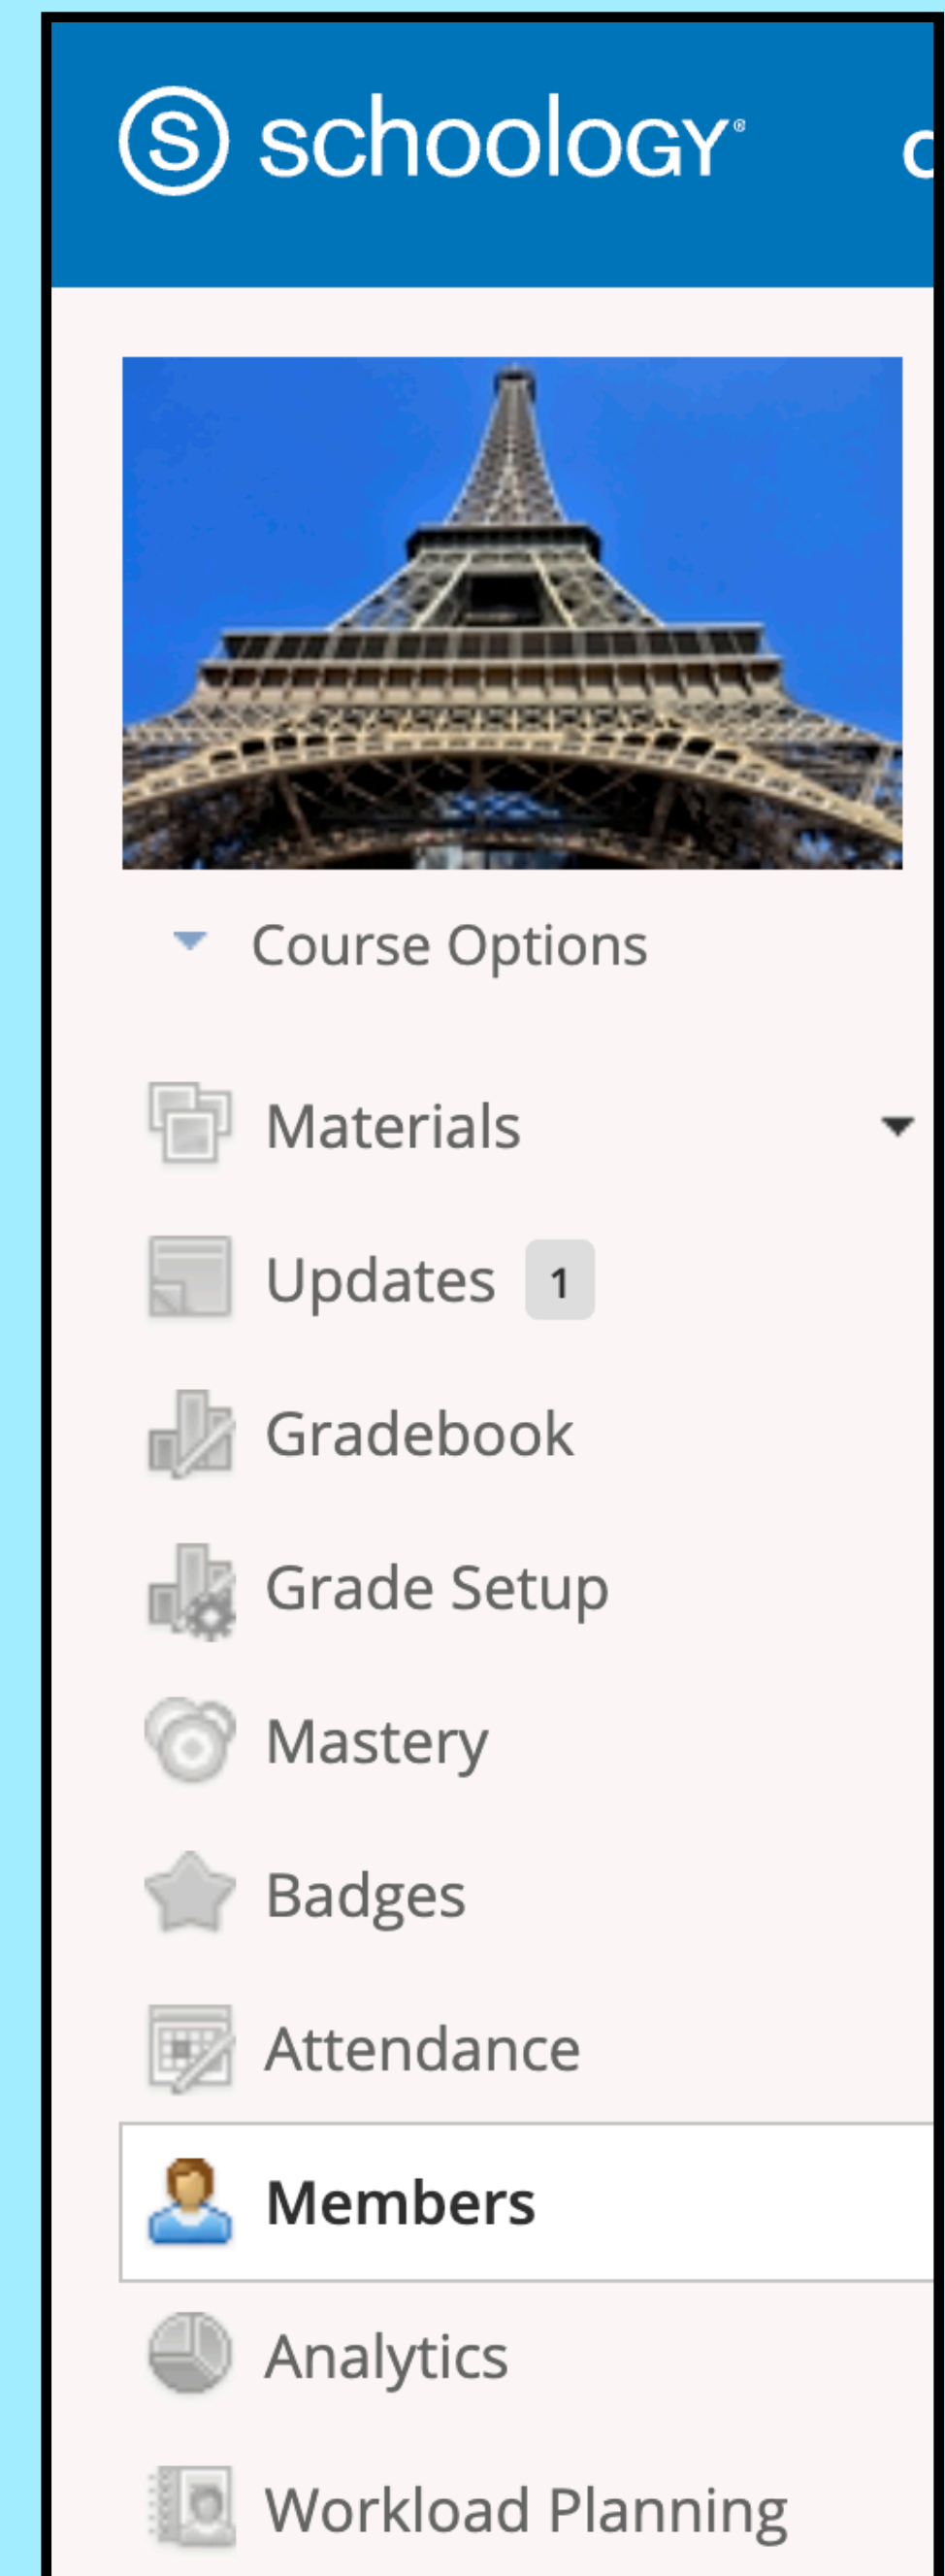 S schoology®
Course Options
Materials
Updates 1
Gradebook
Grade Setup
Mastery
Badges
Attendance
Members
Analytics
Workload Planning